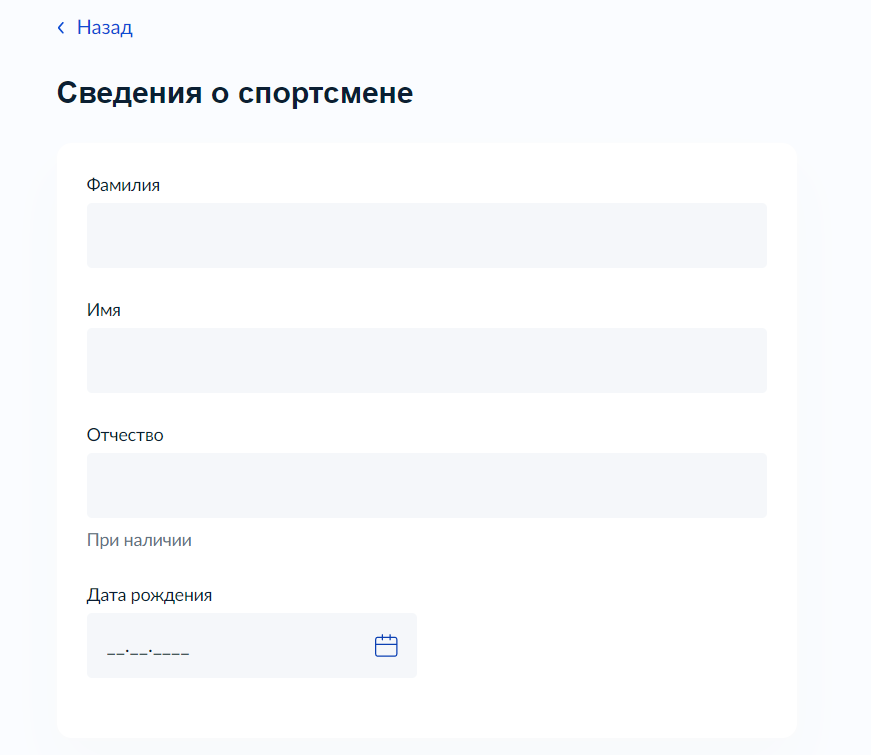 Назад
Сведения о спортсмене
Фамилия
Имя
Отчество
При наличии
Дата рождения
__.__.____